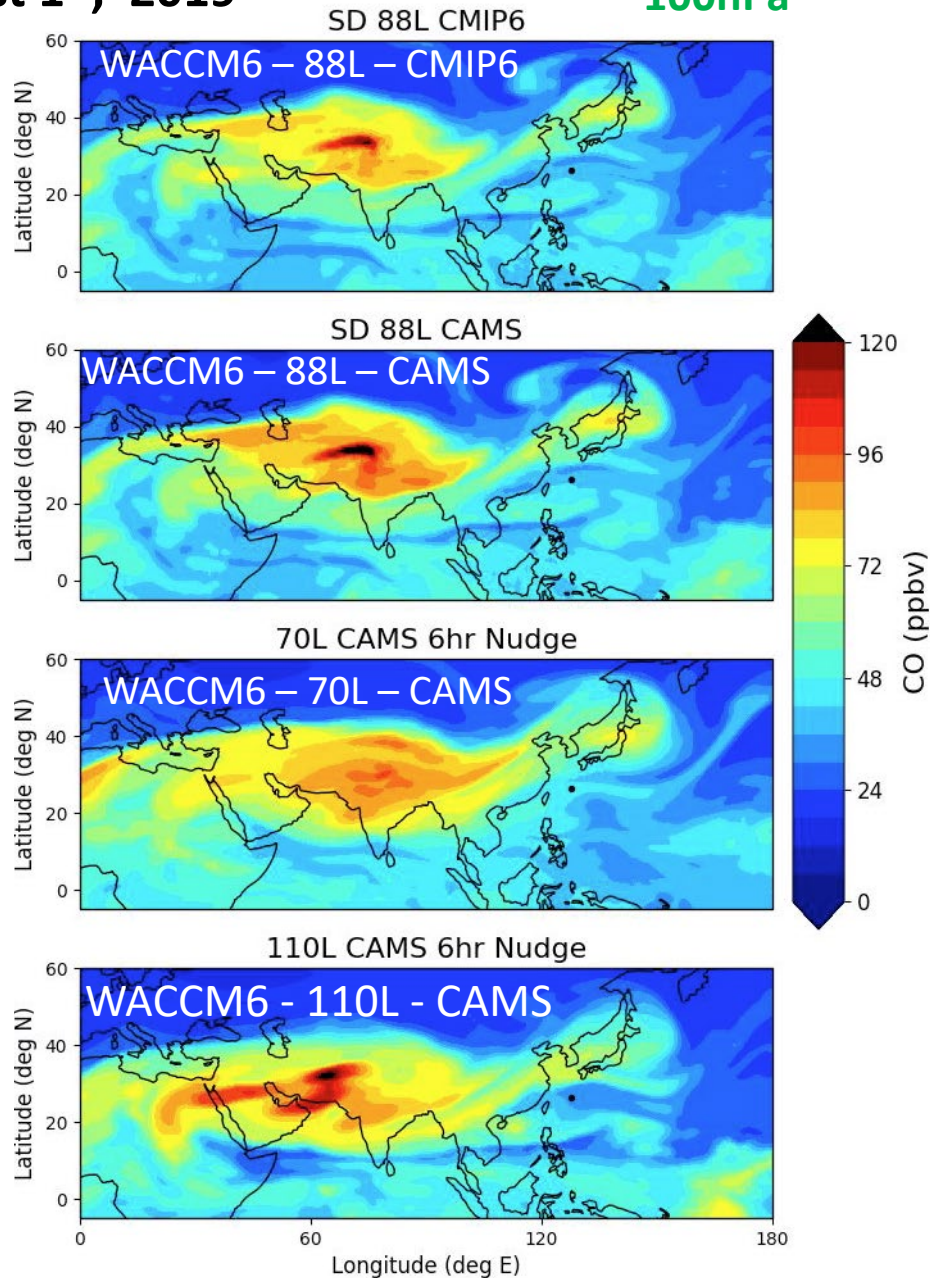 2019
100hPa
SD 88L CMIP6
WACCM6 – 88L – CMIP6
60
40
20
0
Latitude (deg N)
SD 88L CAMS
WACCM6 – 88L – CAMS
60
40
20
0
Latitude (deg N)
70L CAMS 6hr Nudge
WACCM6 – 70L – CAMS
60
40
20
0
Latitude (deg N)
110L CAMS 6hr Nudge
WACCM6 - 110L - CAMS
60
40
20
0
Latitude (deg N)
0
60
120
180
Longitude (deg E)
120
96
72
48
24
0
CO (ppbv)